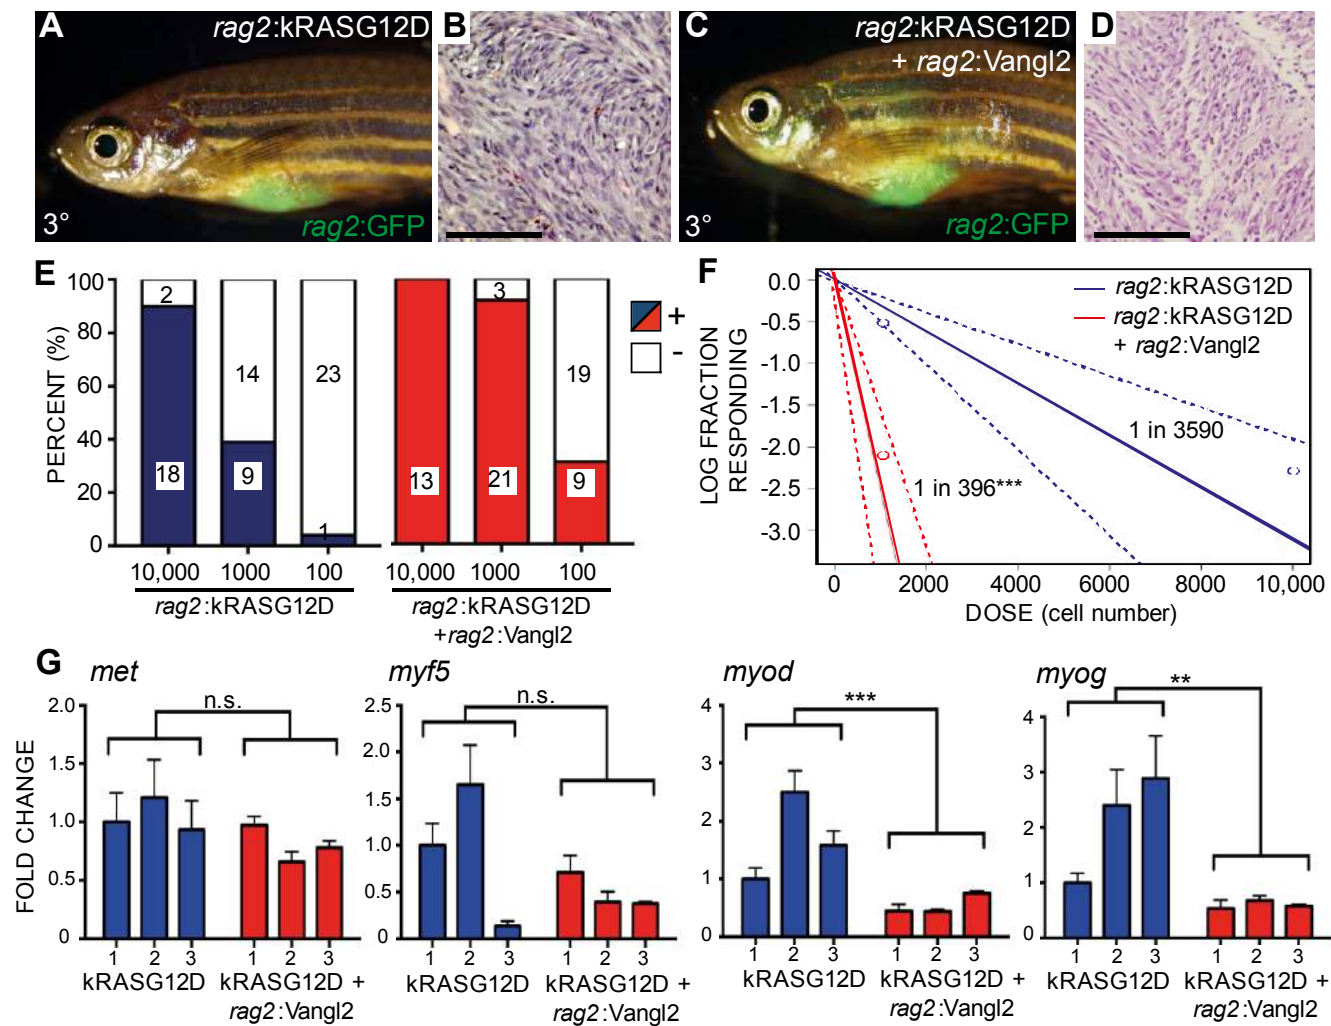 A
rag2:kRASG12D
3°
rag2:GFP
B
C
rag2:kRASG12D
+ rag2:Vangl2
3°
rag2:GFP
D
E
PERCENT (%)
100
80
60
40
20
0
2
18
14
9
23
1
13
3
21
19
9
+
-
10,000
1000
100
10,000
1000
100
rag2:kRASG12D
rag2:kRASG12D
+rag2:Vangl2
F
LOG FRACTION
RESPONDING
0.0
-0.5
-1.0
-1.5
-2.0
-2.5
-3.0
rag2:kRASG12D
rag2:kRASG12D
+ rag2:Vangl2
1 in 3590
1 in 396***
0
2000
4000
6000
8000
10,000
DOSE (cell number)
G
FOLD CHANGE
met
2.0
1.5
1.0
0.5
0
n.s.
1 2 3
1 2 3
kRASG12D
kRASG12D +
rag2:Vangl2
myf5
2.5
2.0
1.5
1.0
0.5
0
n.s.
1 2 3
1 2 3
kRASG12D
kRASG12D +
rag2:Vangl2
myod
4
3
2
1
0
***
1 2 3
1 2 3
kRASG12D
kRASG12D +
rag2:Vangl2
myog
4
3
2
1
0
**
1 2 3
1 2 3
kRASG12D
kRASG12D +
rag2:Vangl2